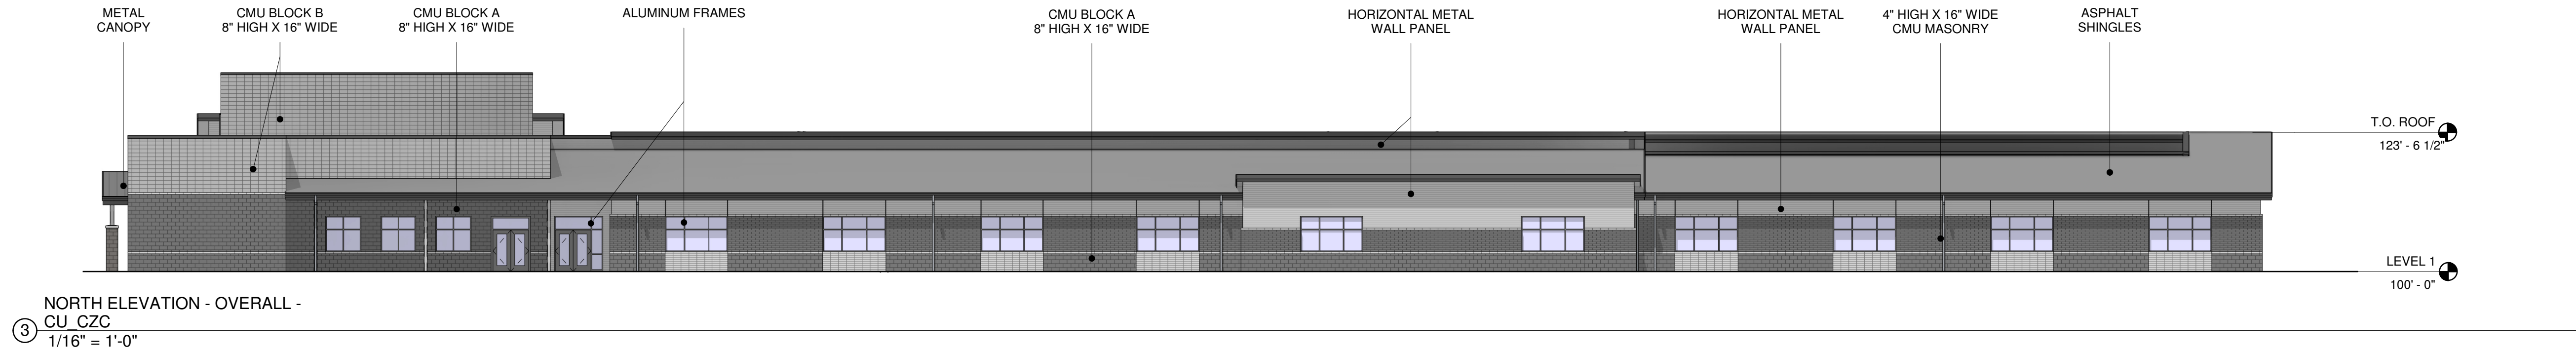 METAL
CANOPY
CMU BLOCK B
8" HIGH X 16" WIDE
CMU BLOCK A
8" HIGH X 16" WIDE
ALUMINUM FRAMES
CMU BLOCK A
8" HIGH X 16" WIDE
HORIZONTAL METAL
WALL PANEL
HORIZONTAL METAL
WALL PANEL
4" HIGH X 16" WIDE
CMU MASONRY
ASPHALT
SHINGLES
T.O. ROOF
123' - 6 1/2"
LEVEL 1
100' - 0"
NORTH ELEVATION - OVERALL -
CU_CZC
3
1/16" = 1'-0"